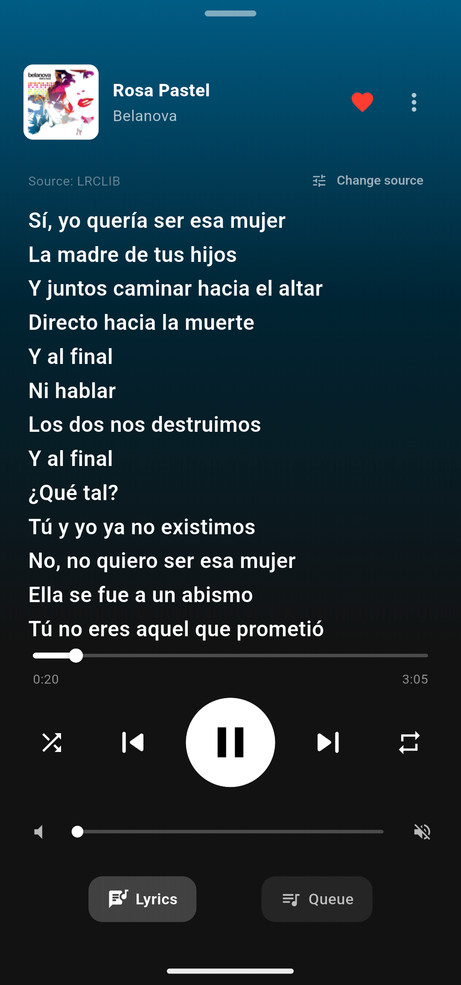 belanova
Rosa Pastel
Belanova
Source: LRCLIB
Change source
Sí, yo quería ser esa mujer
La madre de tus hijos
Y juntos caminar hacia el altar
Directo hacia la muerte
Y al final
Ni hablar
Los dos nos destruimos
Y al final
¿Qué tal?
Tú y yo ya no existimos
No, no quiero ser esa mujer
Ella se fue a un abismo
Tú no eres aquel que prometió
0:20
3:05
Lyrics
Queue